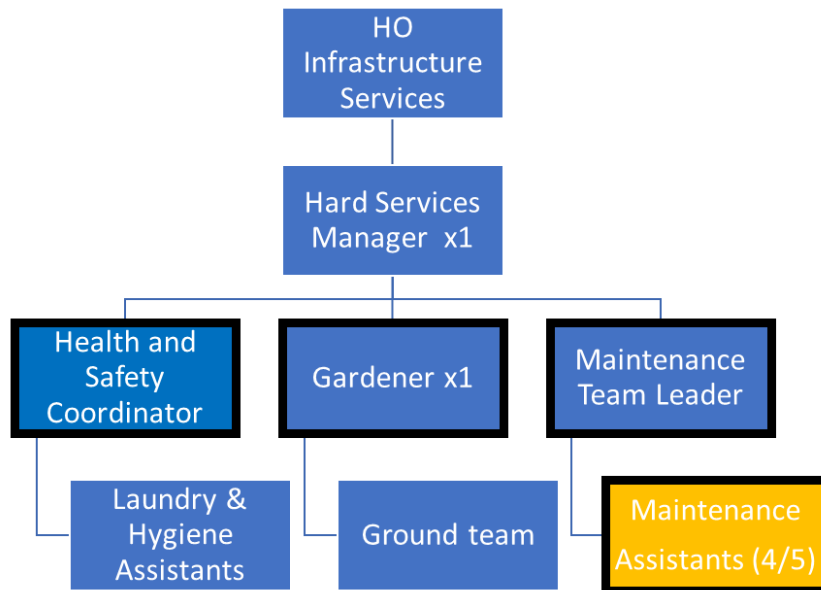 HO
Infrastructure
Services
Hard Services
Manager x1
Health and
Safety
Coordinator
Gardener x1
Maintenance
Team Leader
Laundry &
Hygiene
Assistants
Ground team
Maintenance
Assistants (4/5)